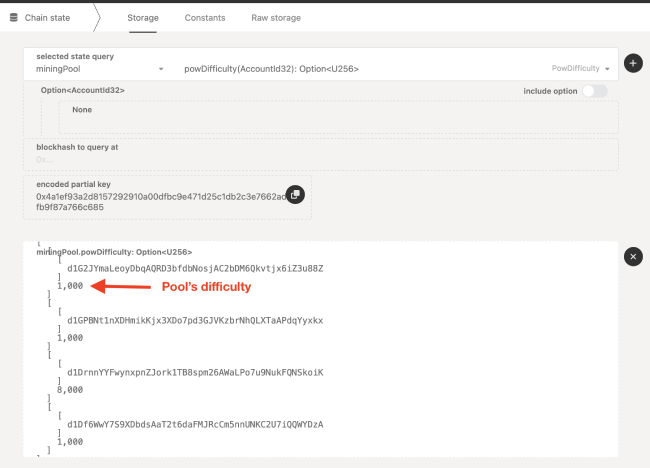 Chain state
Storage
Constants
Raw storage
selected state query
miningPool
powDifficulty(AccountId32): Option<U256>
PowDifficulty
Option<AccountId32>
include option
None
blockhash to query at
0x...
encoded partial key
0x4a1ef93a2d8157292910a00dfbc9e471d25c1db2c3e7662ad
fb9f87a766c685
[
miningPool.powDifficulty: Option<U256>
[
[
d1G2JYmaLeoyDbqAQRD3bfdbNosjAC2bDM6Qkvtjx6iZ3u88Z
]
1,000
Pool's difficulty
]
[
[
d1GPBNt1nXDHmikKjx3XDo7pd3GJVKzbrNhQLXTaAPdqYyxkx
]
1,000
]
[
[
d1DrnnYYFwynxpnZJork1TB8spm26AWaLPo7u9NukFQNSkoiK
]
8,000
]
[
[
d1Df6WwY7S9XDbdsAaT2t6daFMJRcCm5nnUNKC2U7iQQWYDzA
]
1,000
]
]